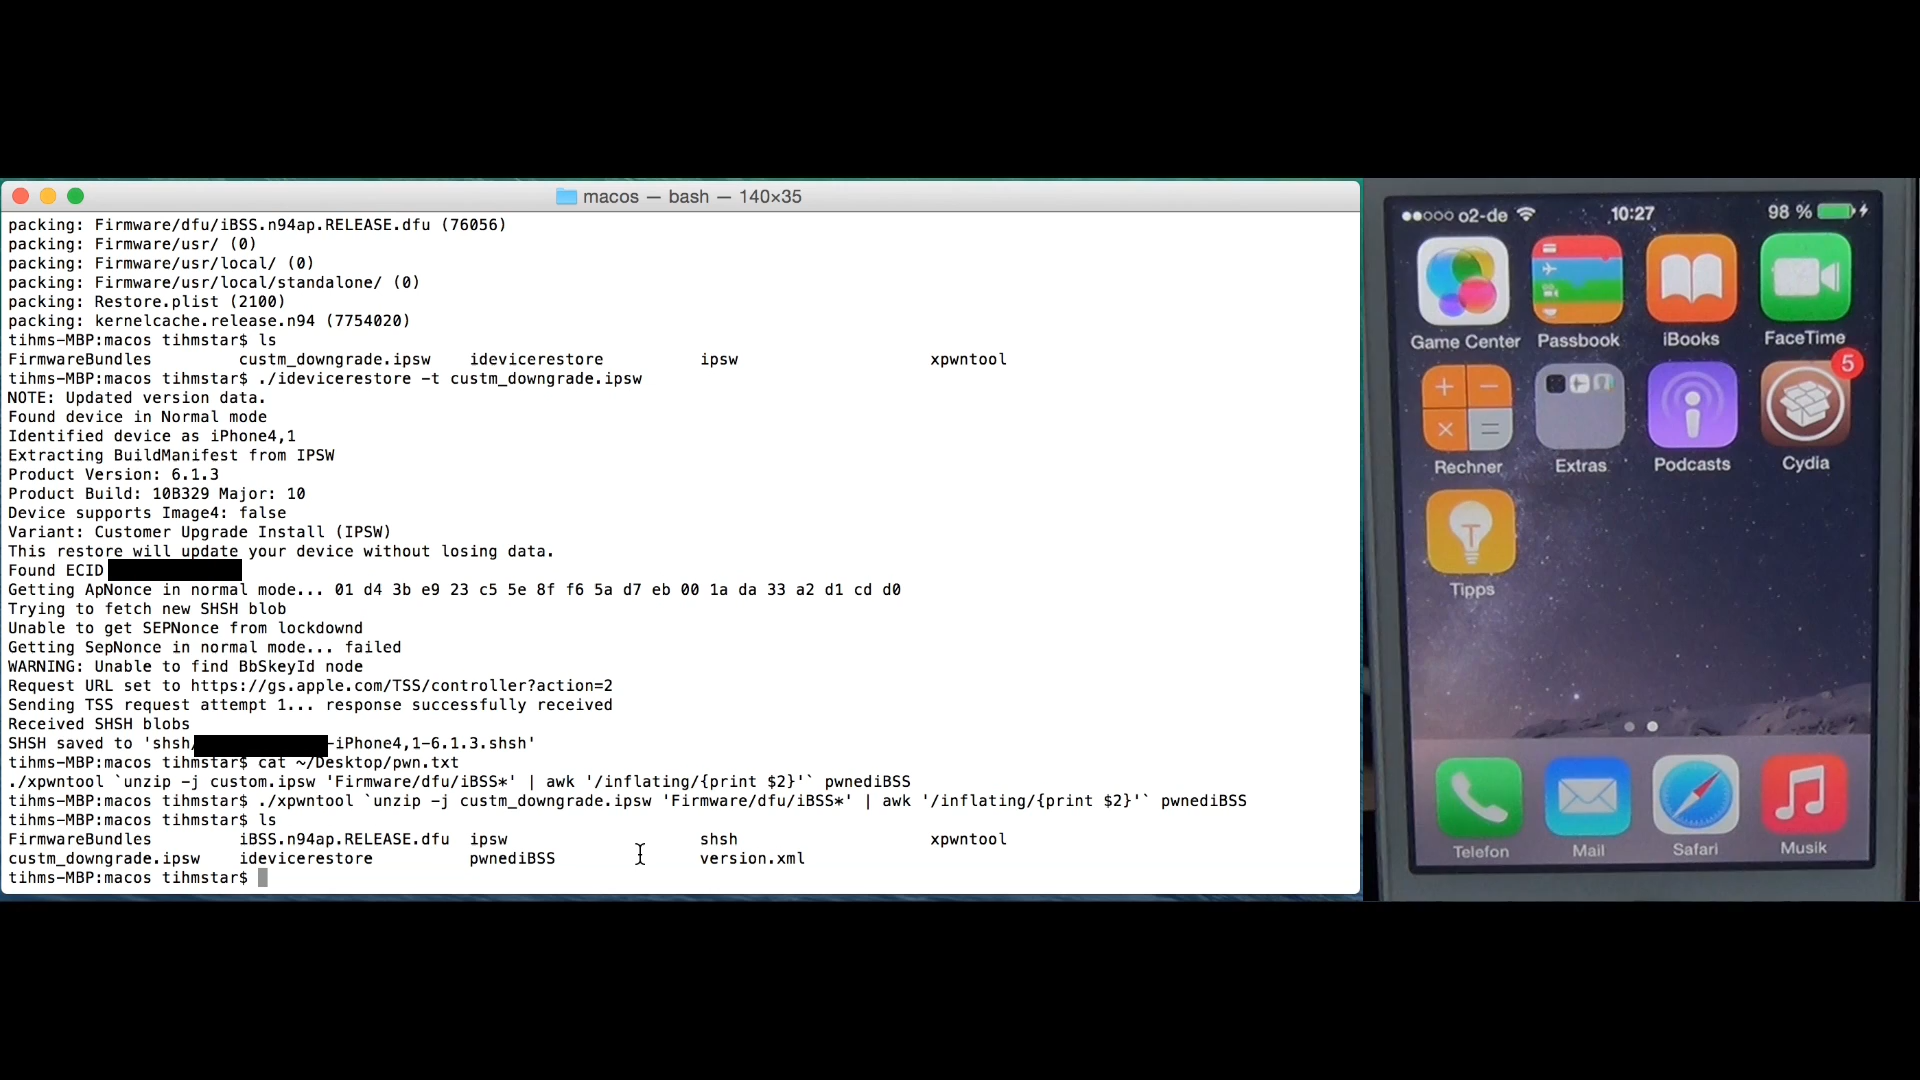 macos — bash — 140×35
packing: Firmware/dfu/iBSS.n94ap.RELEASE.dfu (76056)
packing: Firmware/usr/ (0)
packing: Firmware/usr/local/ (0)
packing: Firmware/usr/local/standalone/ (0)
packing: Restore.plist (2100)
packing: kernelcache.release.n94 (7754020)
tihms-MBP:macos tihmstar$ ls
FirmwareBundles custm_downgrade.ipsw idevicerestore ipsw xpwntool
tihms-MBP:macos tihmstar$ ./idevicerestore -t custm_downgrade.ipsw
NOTE: Updated version data.
Found device in Normal mode
Identified device as iPhone4,1
Extracting BuildManifest from IPSW
Product Version: 6.1.3
Product Build: 10B329 Major: 10
Device supports Image4: false
Variant: Customer Upgrade Install (IPSW)
This restore will update your device without losing data.
Found ECID
Getting ApNonce in normal mode... 01 d4 3b e9 23 c5 5e 8f f6 5a d7 eb 00 1a da 33 a2 d1 cd d0
Trying to fetch new SHSH blob
Unable to get SEPNonce from lockdownd
Getting SepNonce in normal mode... failed
WARNING: Unable to find BbSkeyId node
Request URL set to https://gs.apple.com/TSS/controller?action=2
Sending TSS request attempt 1... response successfully received
Received SHSH blobs
SHSH saved to 'shsh/ -iPhone4,1-6.1.3.shsh'
tihms-MBP:macos tihmstar$ cat ~/Desktop/pwn.txt
./xpwntool `unzip -j custom.ipsw 'Firmware/dfu/iBSS*' | awk '/inflating/{print $2}'` pwnediBSS
tihms-MBP:macos tihmstar$ ./xpwntool `unzip -j custm_downgrade.ipsw 'Firmware/dfu/iBSS*' | awk '/inflating/{print $2}'` pwnediBSS
tihms-MBP:macos tihmstar$ ls
FirmwareBundles iBSS.n94ap.RELEASE.dfu ipsw shsh xpwntool
custm_downgrade.ipsw idevicerestore pwnediBSS version.xml
tihms-MBP:macos tihmstar$
o2-de 10:27 98 %
Game Center Passbook iBooks FaceTime
5
Rechner Extras Podcasts Cydia
T
Tipps
Telefon Mail Safari Musik